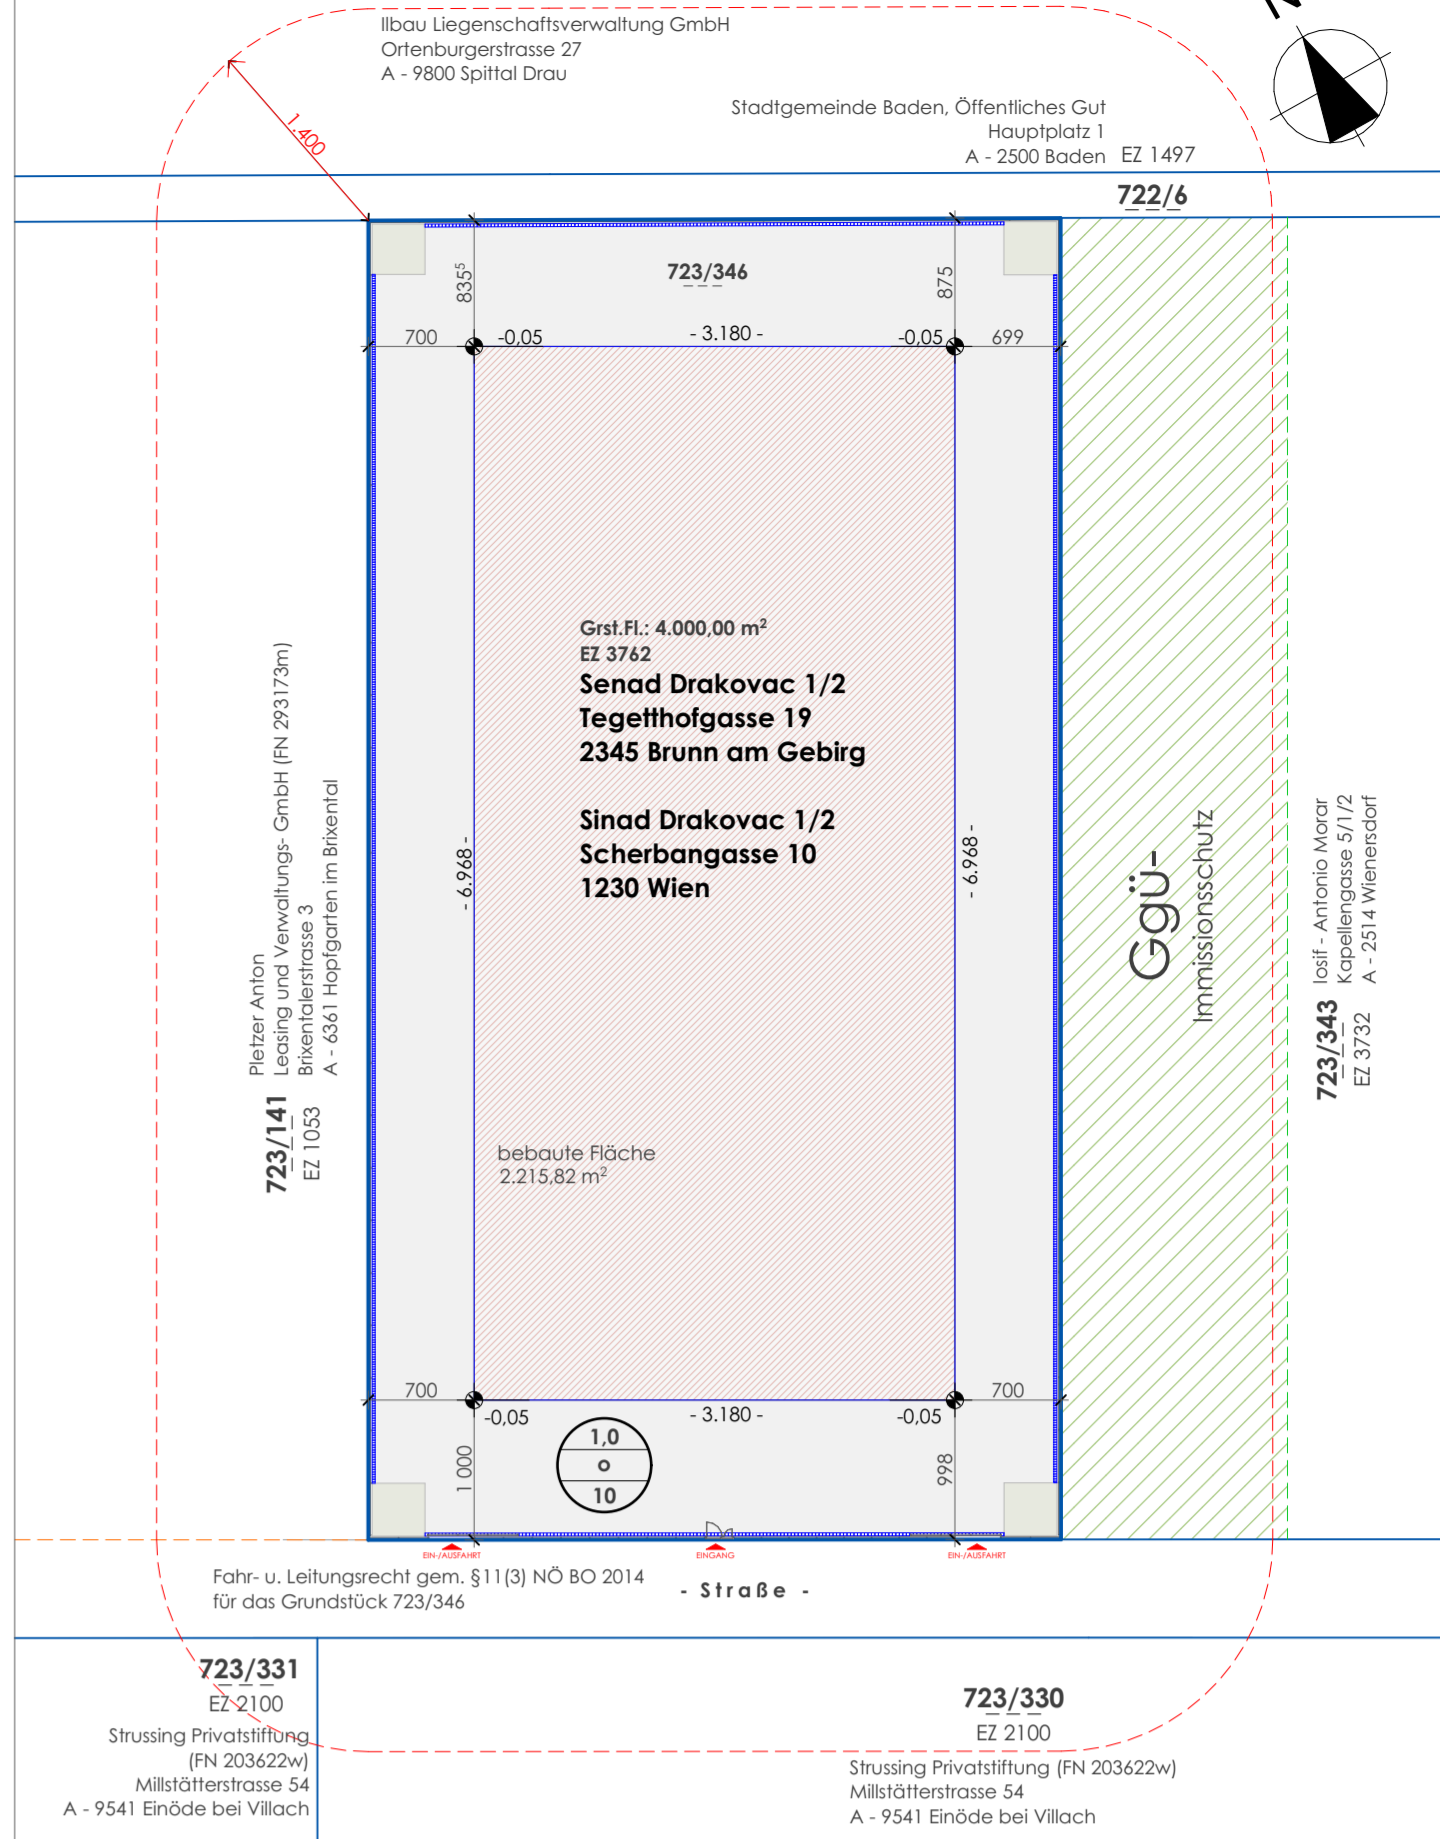 Ilbau Liegenschaftsverwaltung GmbH
Ortenburgerstrasse 27
A - 9800 Spittal Drau
N
1.400
Stadtgemeinde Baden, Öffentliches Gut
Hauptplatz 1
A - 2500 Baden EZ 1497
722/6
723/346
835⁵
875
700
-0,05
- 3.180 -
-0,05
699
Grst.Fl.: 4.000,00 m²
EZ 3762
Senad Drakovac 1/2
Tegetthofgasse 19
2345 Brunn am Gebirg
Sinad Drakovac 1/2
Scherbangasse 10
1230 Wien
- 6.968 -
- 6.968 -
Pletzer Anton
Leasing und Verwaltungs- GmbH (FN 293173m)
Brixentalerstrasse 3
A - 6361 Hopfgarten im Brixental
723/141
EZ 1053
Ggü-
Immissionsschutz
Iosif - Antonio Morar
Kapellengasse 5/1/2
A - 2514 Wienersdorf
723/343
EZ 3732
bebaute Fläche
2.215,82 m²
700
-0,05
- 3.180 -
-0,05
700
1 000
998
1,0
o
10
EIN-/AUSFAHRT
EINGANG
EIN-/AUSFAHRT
Fahr- u. Leitungsrecht gem. §11(3) NÖ BO 2014
für das Grundstück 723/346
- Straße -
723/331
EZ 2100
Strussing Privatstiftung
(FN 203622w)
Millstätterstrasse 54
A - 9541 Einöde bei Villach
723/330
EZ 2100
Strussing Privatstiftung (FN 203622w)
Millstätterstrasse 54
A - 9541 Einöde bei Villach